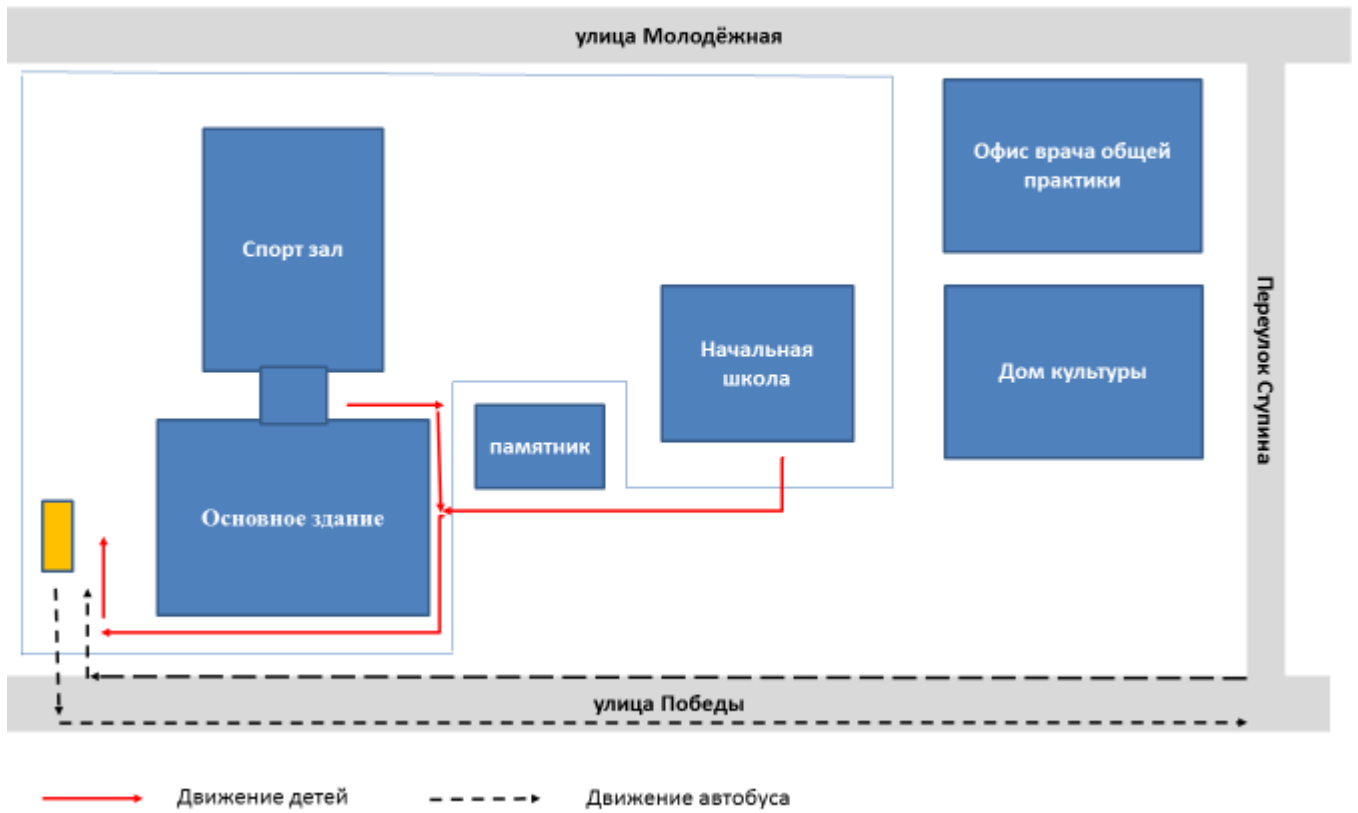 улица Молодёжная
Офис врача общей
практики
Спорт зал
Переулок Ступина
Начальная
школа
Дом культуры
памятник
Основное здание
улица Победы
Движение детей
Движение автобуса